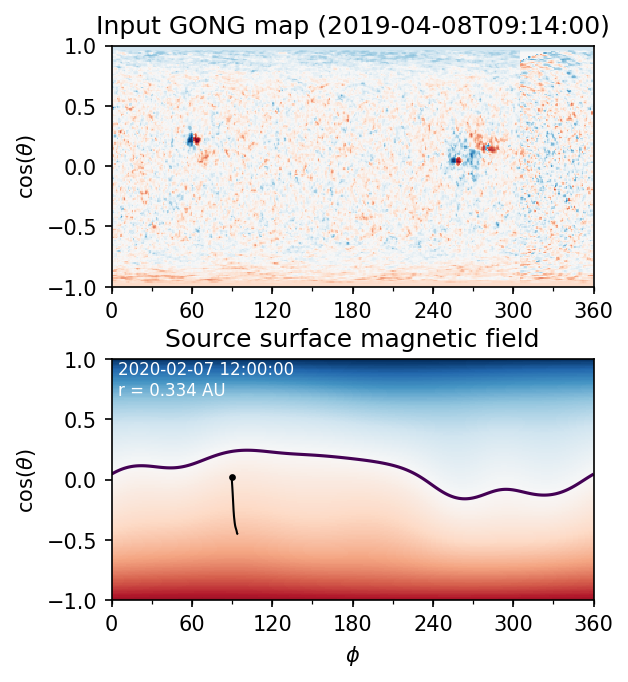 Input GONG map (2019-04-08T09:14:00)
1.0
0.5
0.0
−0.5
−1.0
cos(θ)
0 60 120 180 240 300 360
Source surface magnetic field
2020-02-07 12:00:00
r = 0.334 AU
1.0
0.5
0.0
−0.5
−1.0
cos(θ)
0 60 120 180 240 300 360
ϕ